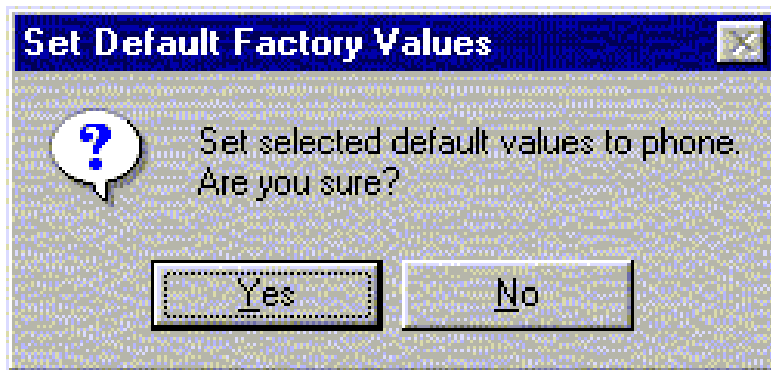 Set Default Factory Values
Set selected default values to phone.
Are you sure?
Yes
No